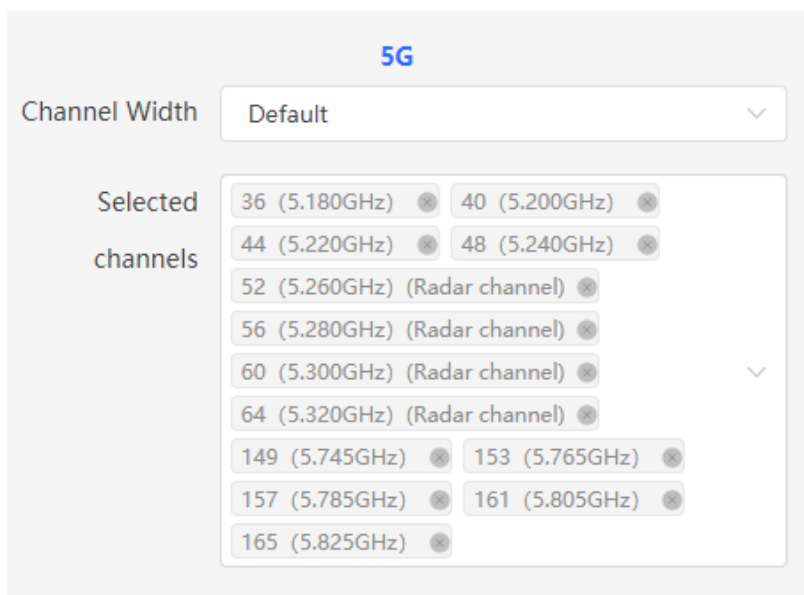 5G
Channel Width Default
Selected channels
36 (5.180GHz) 40 (5.200GHz)
44 (5.220GHz) 48 (5.240GHz)
52 (5.260GHz) (Radar channel)
56 (5.280GHz) (Radar channel)
60 (5.300GHz) (Radar channel)
64 (5.320GHz) (Radar channel)
149 (5.745GHz) 153 (5.765GHz)
157 (5.785GHz) 161 (5.805GHz)
165 (5.825GHz)